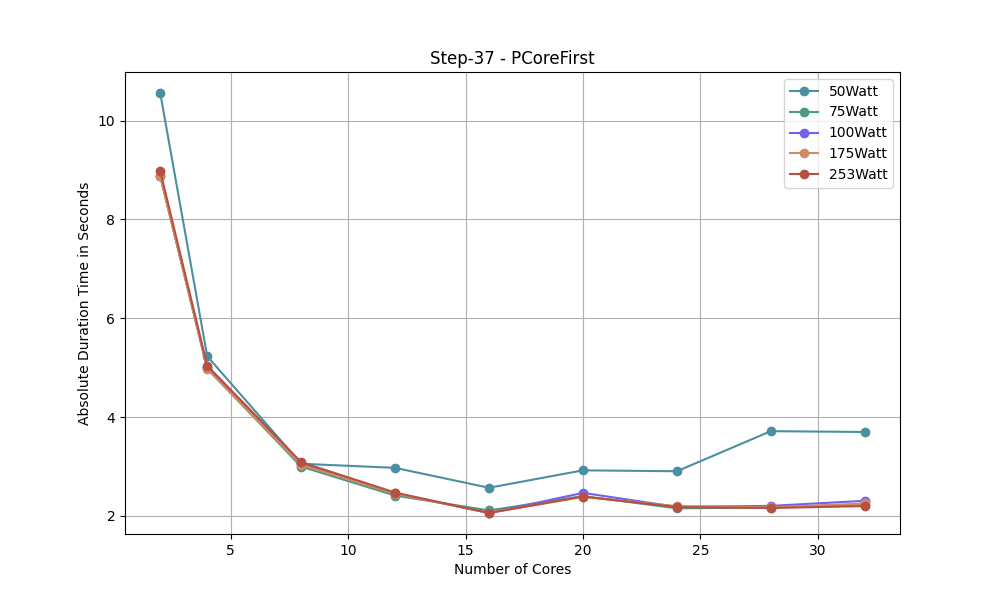 Step-37 - PCoreFirst
50Watt
75Watt
100Watt
175Watt
253Watt
Absolute Duration Time in Seconds
10
8
6
4
2
5
10
15
20
25
30
Number of Cores